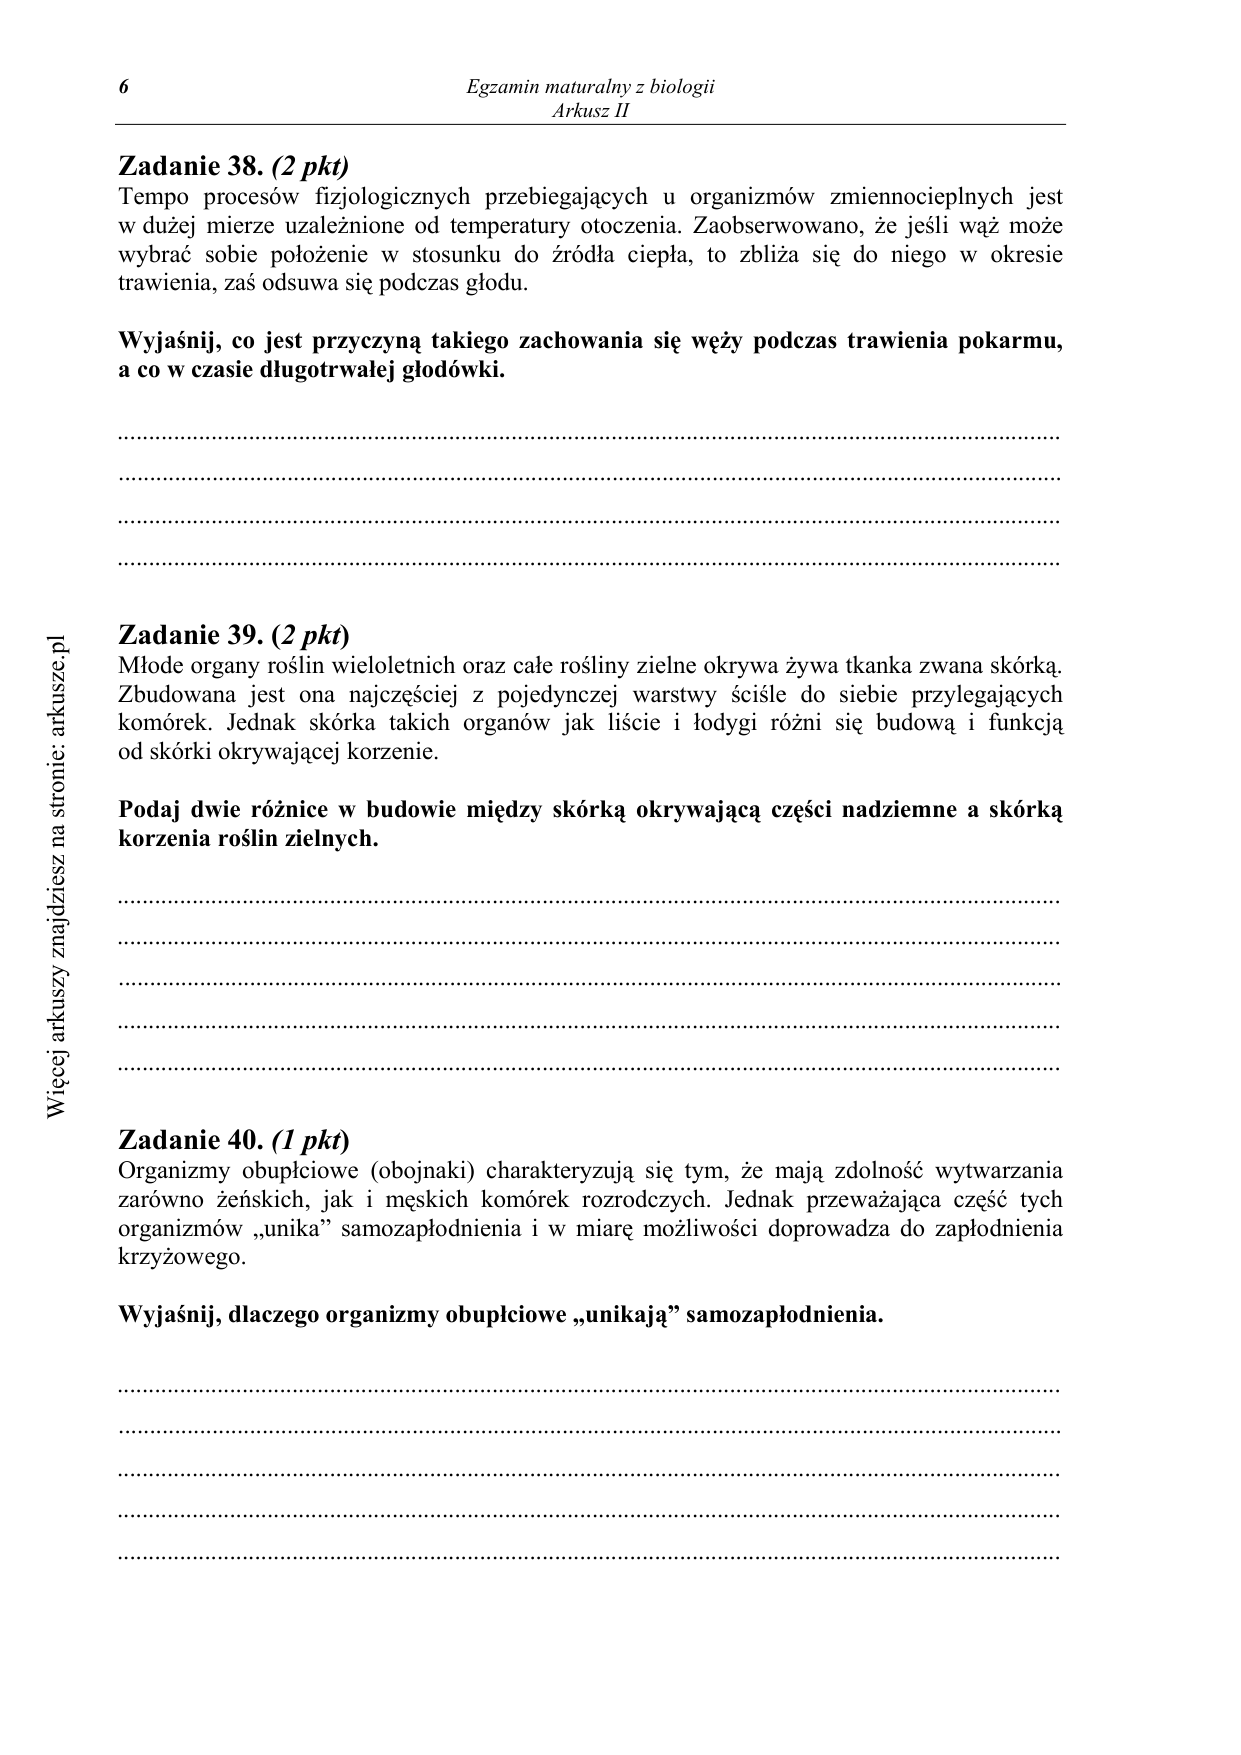 6
Egzamin maturalny z biologii
Arkusz II
Zadanie 38. (2 pkt)
Tempo procesów fizjologicznych przebiegających u organizmów zmiennocieplnych jest
w dużej mierze uzależnione od temperatury otoczenia. Zaobserwowano, że jeśli wąż może
wybrać sobie położenie w stosunku do źródła ciepła, to zbliża się do niego w okresie
trawienia, zaś odsuwa się podczas głodu.
Wyjaśnij, co jest przyczyną takiego zachowania się węży podczas trawienia pokarmu,
a co w czasie długotrwałej głodówki.
Zadanie 39. (2 pkt)
Młode organy roślin wieloletnich oraz całe rośliny zielne okrywa żywa tkanka zwana skórką.
Zbudowana jest ona najczęściej z pojedynczej warstwy ściśle do siebie przylegających
komórek. Jednak skórka takich organów jak liście i łodygi różni się budową i funkcją
od skórki okrywającej korzenie.
Podaj dwie różnice w budowie między skórką okrywającą części nadziemne a skórką
korzenia roślin zielnych.
Zadanie 40. (1 pkt)
Organizmy obupłciowe (obojnaki) charakteryzują się tym, że mają zdolność wytwarzania
zarówno żeńskich, jak i męskich komórek rozrodczych. Jednak przeważająca część tych
organizmów „unika” samozapłodnienia i w miarę możliwości doprowadza do zapłodnienia
krzyżowego.
Wyjaśnij, dlaczego organizmy obupłciowe „unikają” samozapłodnienia.
Więcej arkuszy znajdziesz na stronie: arkusze.pl